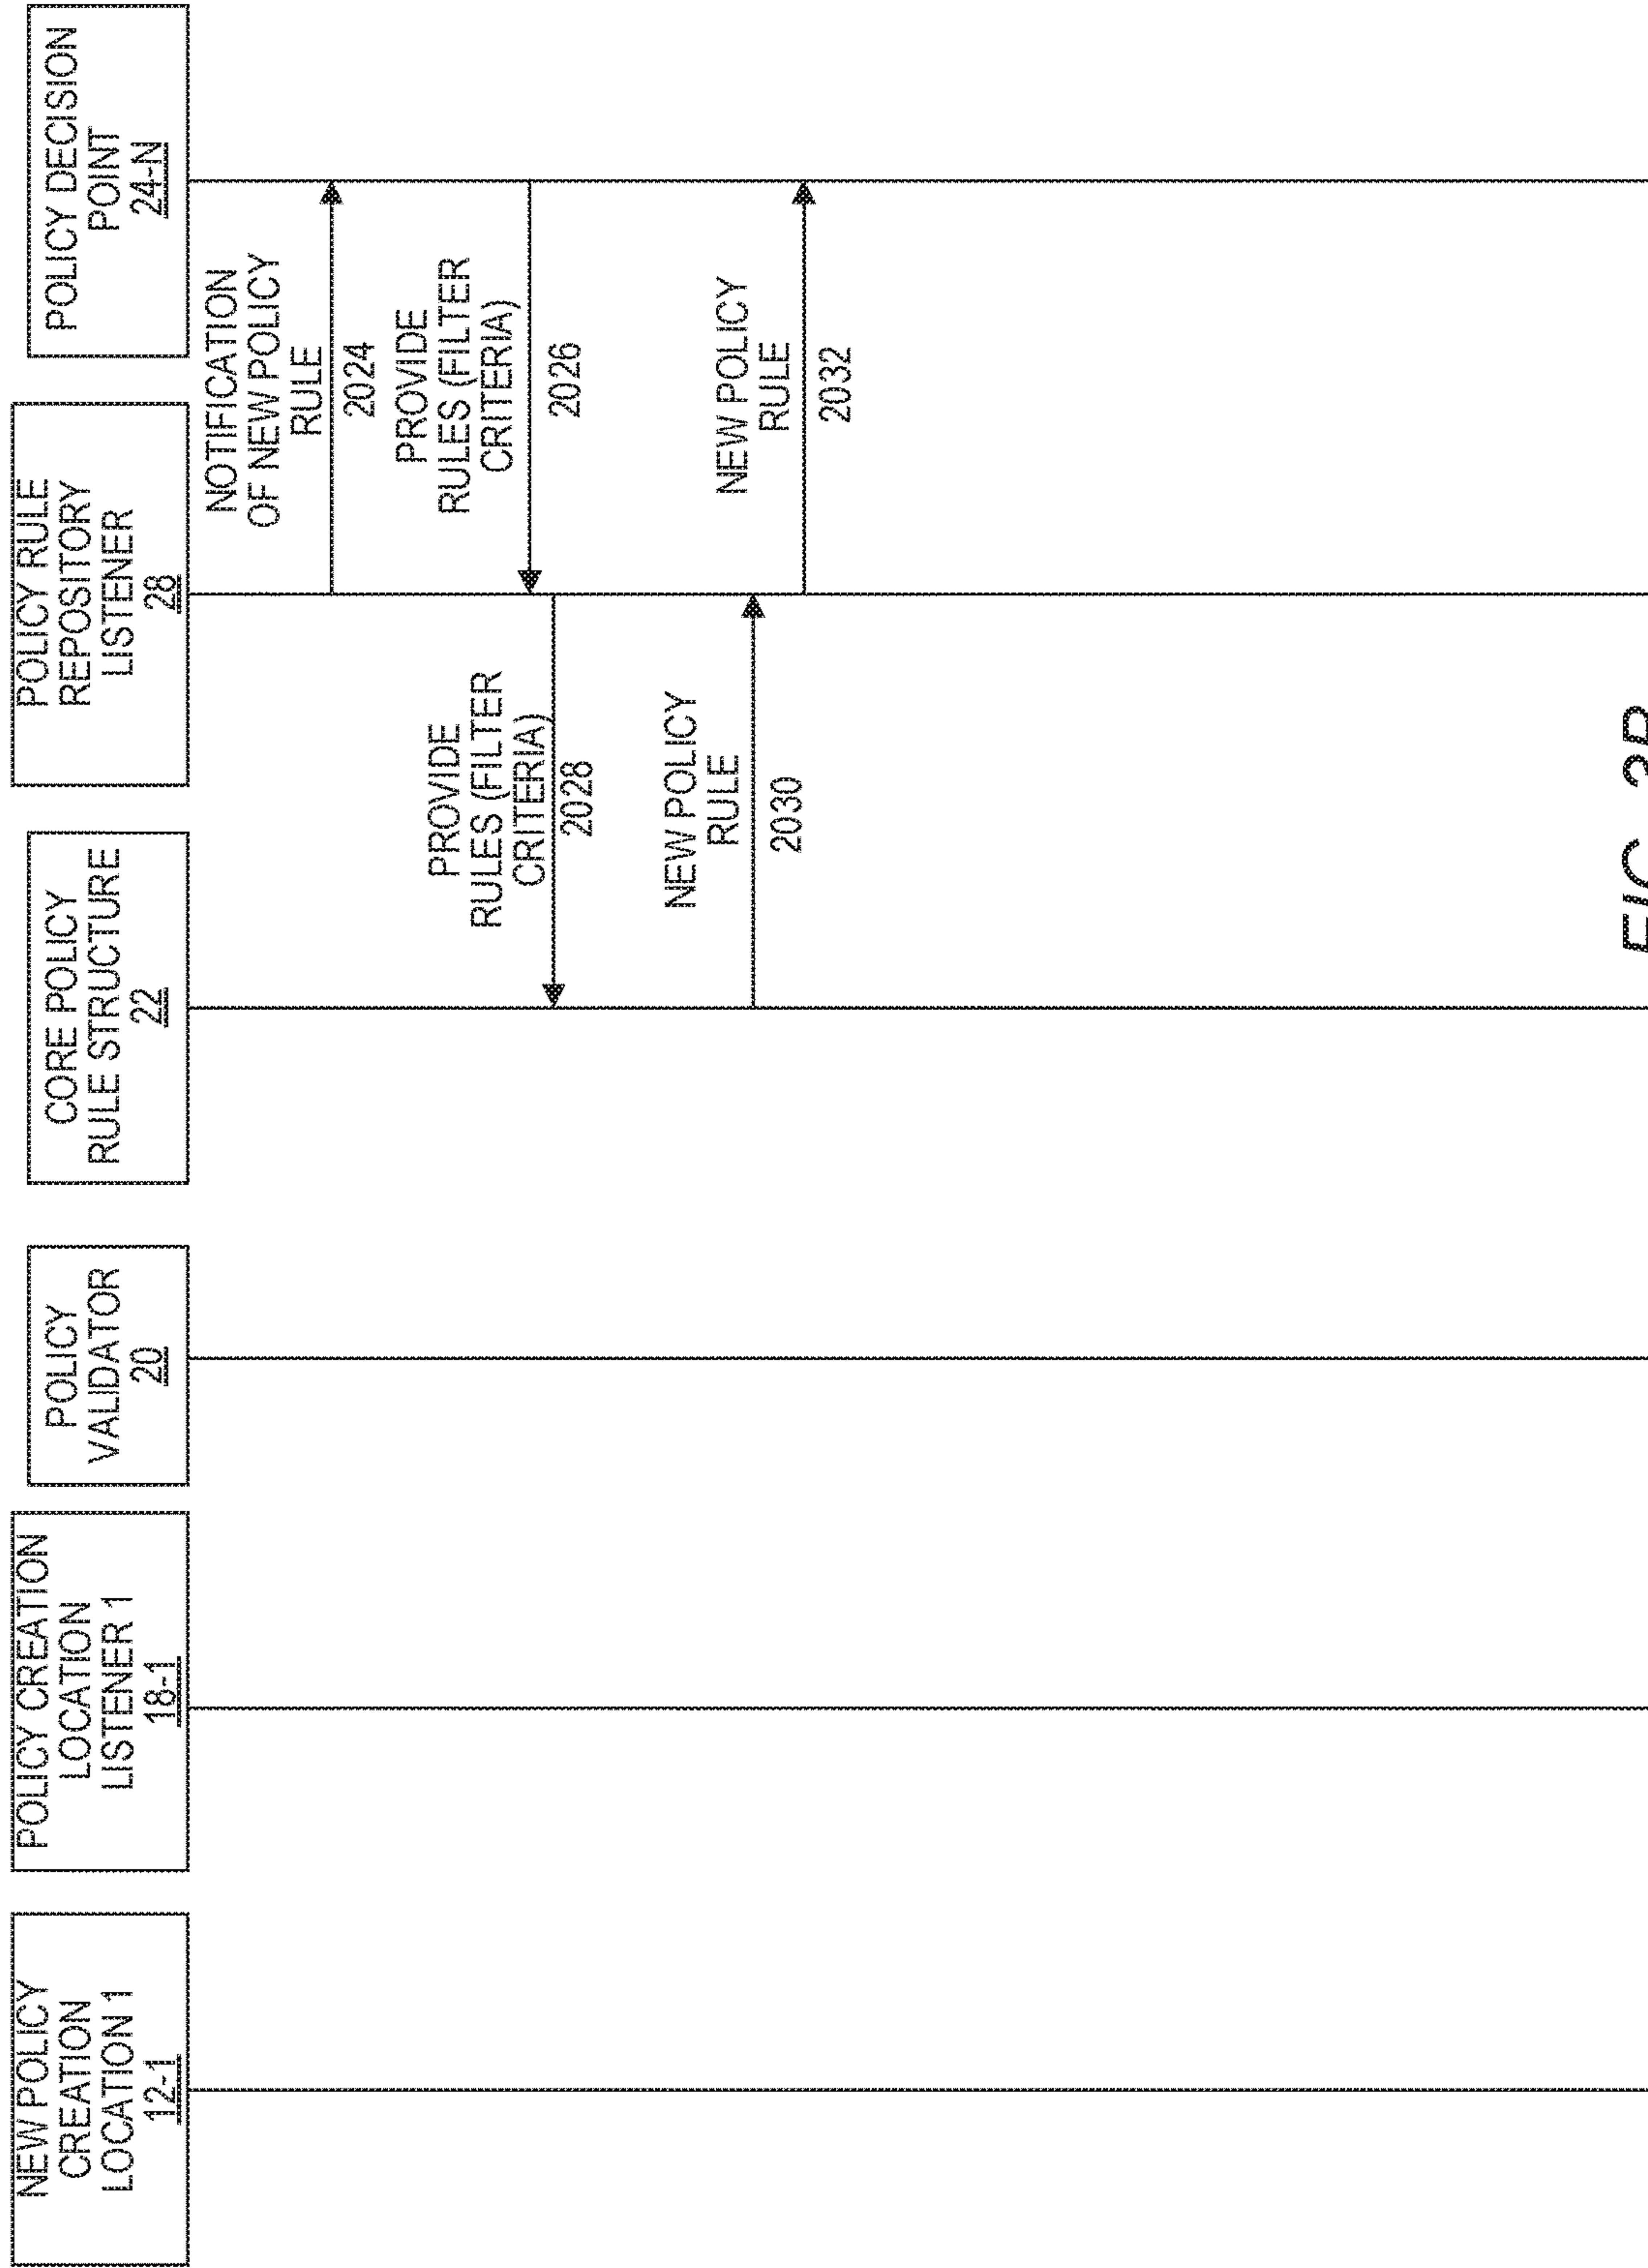 NEW POLICY
CREATION
LOCATION 1
12-1
POLICY CREATION
LOCATION
LISTENER 1
18-1
POLICY
VALIDATOR
20
CORE POLICY
RULE STRUCTURE
22
POLICY RULE
REPOSITORY
LISTENER
28
POLICY DECISION
POINT
24-N
NOTIFICATION
OF NEW POLICY
RULE
2024
PROVIDE
RULES (FILTER
CRITERIA)
2026
PROVIDE
RULES (FILTER
CRITERIA)
2028
NEW POLICY
RULE
2030
NEW POLICY
RULE
2032
FIG.